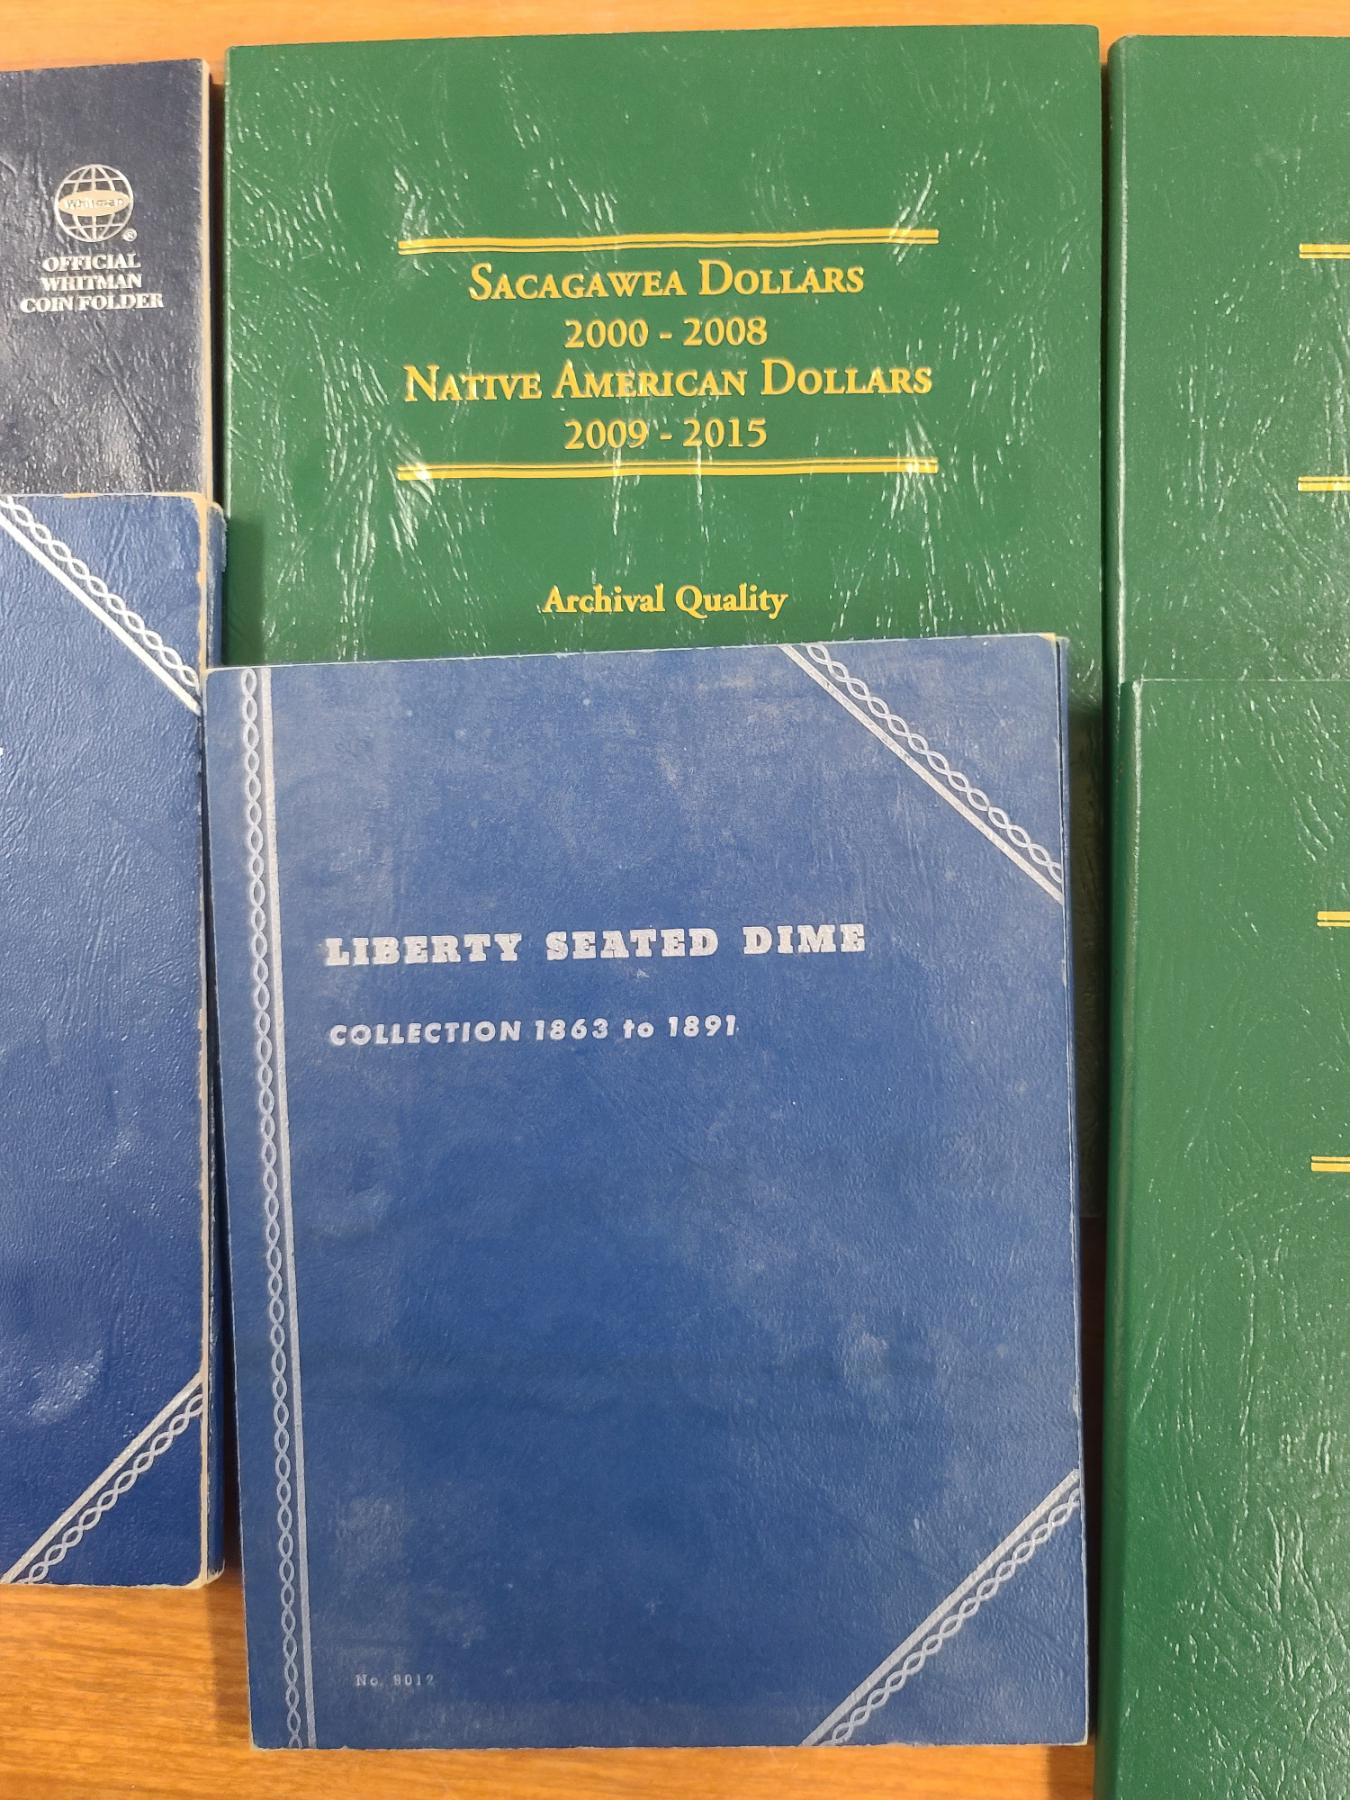 Whitman
®
OFFICIAL
WHITMAN
COIN FOLDER
SACAGAWEA DOLLARS
2000 - 2008
NATIVE AMERICAN DOLLARS
2009 - 2015
Archival Quality
LIBERTY SEATED DIME
COLLECTION 1863 to 1891
No. 9012